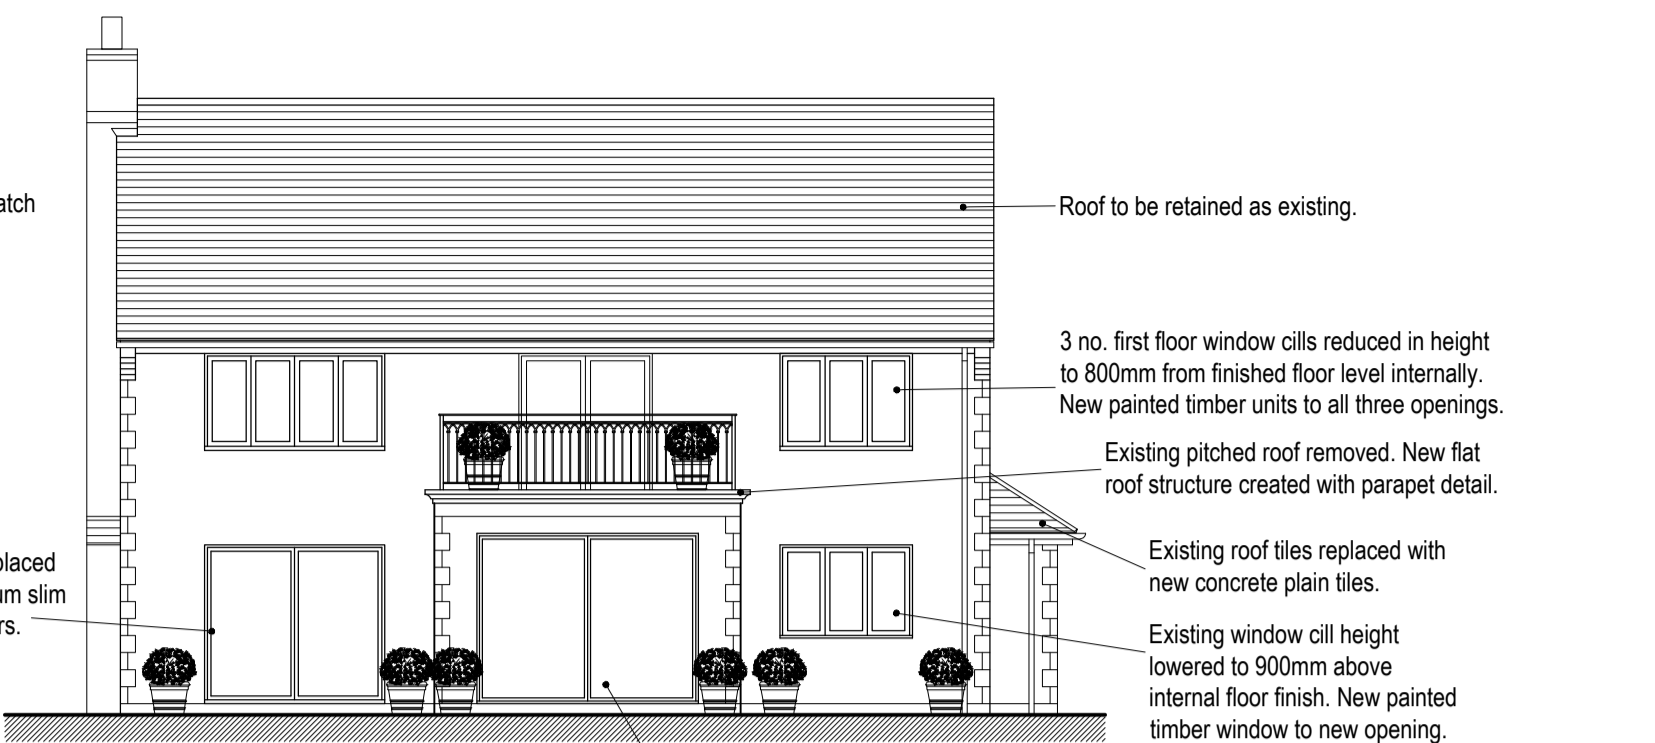 Roof to be retained as existing.
3 no. first floor window cills reduced in height
to 800mm from finished floor level internally.
New painted timber units to all three openings.
Existing pitched roof removed. New flat
roof structure created with parapet detail.
Existing roof tiles replaced with
new concrete plain tiles.
Existing window cill height
lowered to 900mm above
internal floor finish. New painted
timber window to new opening.
atch
placed
um slim
rs.